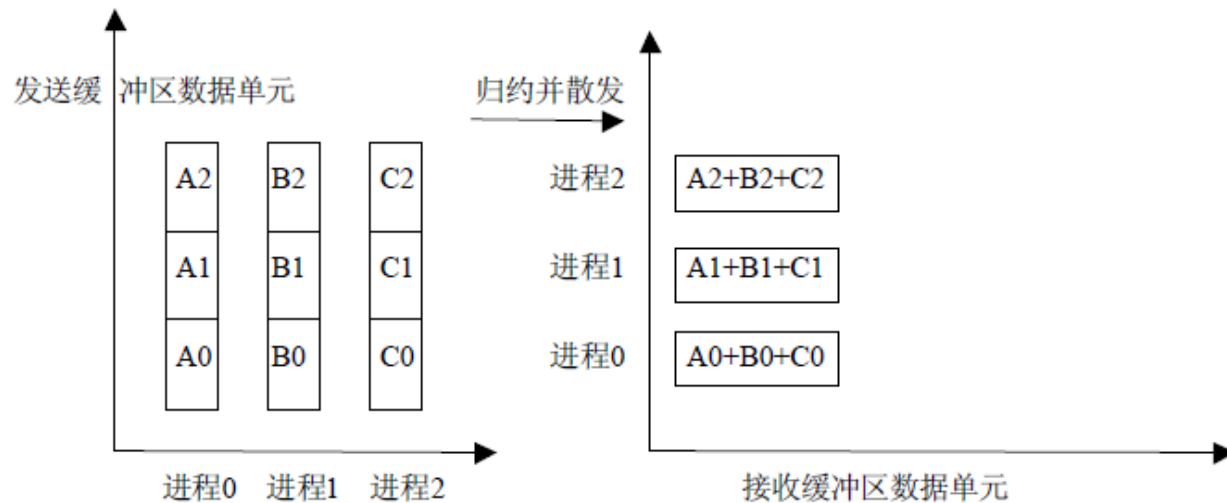 发送缓冲区数据单元
归约并散发
A2 B2 C2
进程2 A2+B2+C2
A1 B1 C1
进程1 A1+B1+C1
A0 B0 C0
进程0 A0+B0+C0
进程0 进程1 进程2
接收缓冲区数据单元